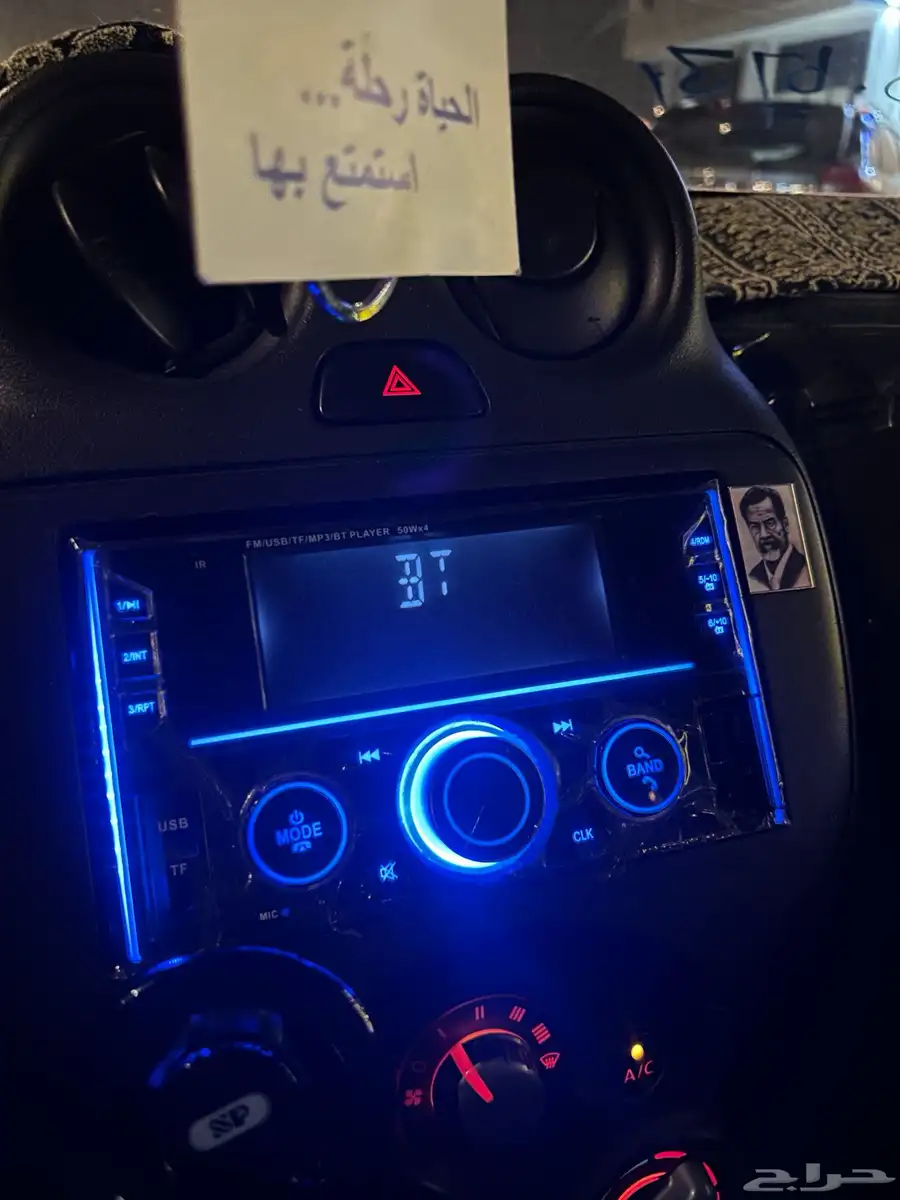 الحياة رحلة...
استمتع بها
FM/USB/TF/MP3/BT PLAYER 50Wx4
IR
BT
1/▶||
2/INT
3/RPT
4/RDM
5/-10
6/+10
USB
TF
MODE
BAND
CLK
MIC
A/C
SP
حراج